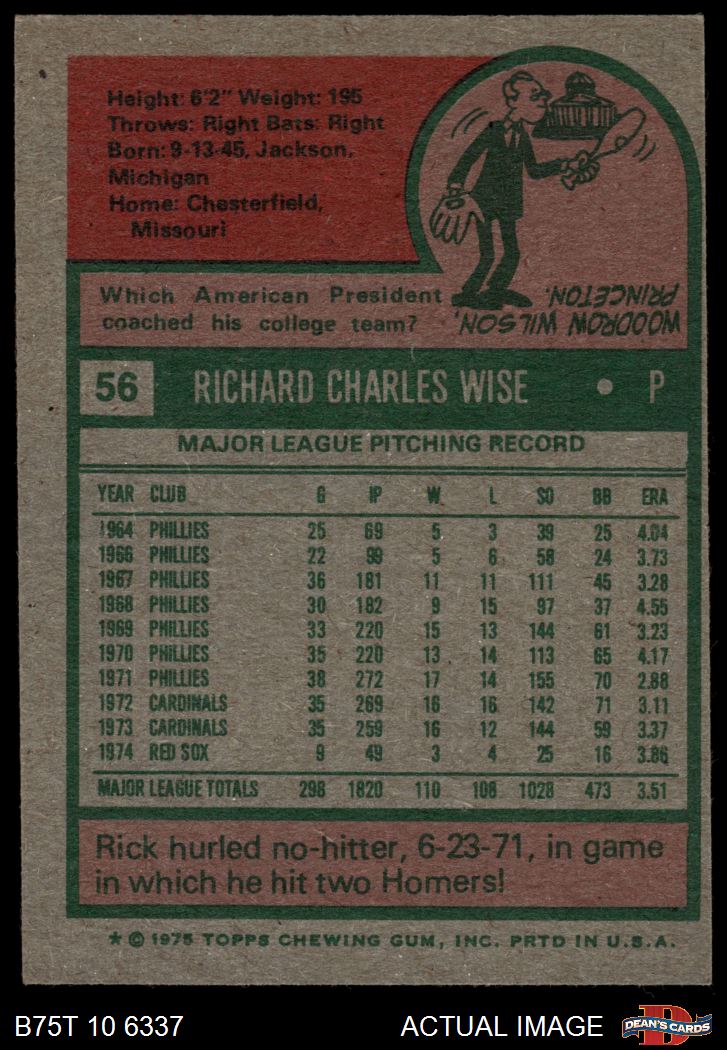 Height: 6'2" Weight: 195
Throws: Right Bats: Right
Born: 9-13-45, Jackson,
Michigan
Home: Chesterfield,
Missouri
Which American President
coached his college team?
WOODROW WILSON,
PRINCETON.
56 RICHARD CHARLES WISE • P
MAJOR LEAGUE PITCHING RECORD
YEAR CLUB G IP W L SO BB ERA
1964 PHILLIES 25 69 5 3 39 25 4.04
1966 PHILLIES 22 99 5 6 58 24 3.73
1967 PHILLIES 36 181 11 11 111 45 3.28
1968 PHILLIES 30 182 9 15 97 37 4.55
1969 PHILLIES 33 220 15 13 144 61 3.23
1970 PHILLIES 35 220 13 14 113 65 4.17
1971 PHILLIES 38 272 17 14 155 70 2.88
1972 CARDINALS 35 269 16 16 142 71 3.11
1973 CARDINALS 35 259 16 12 144 59 3.37
1974 RED SOX 9 49 3 4 25 16 3.86
MAJOR LEAGUE TOTALS 298 1820 110 108 1028 473 3.51
Rick hurled no-hitter, 6-23-71, in game
in which he hit two Homers!
★ © 1975 TOPPS CHEWING GUM, INC. PRTD IN U.S.A.
B75T 10 6337 ACTUAL IMAGE DEAN'S CARDS